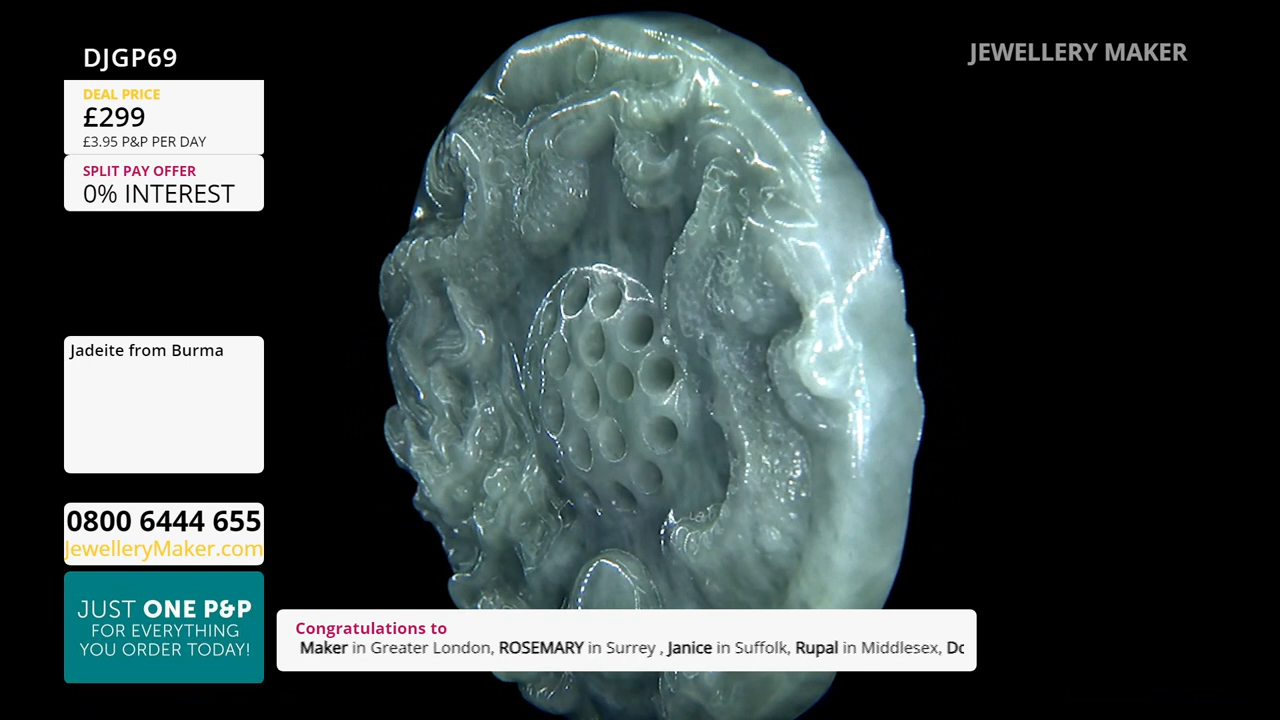 DJGP69
DEAL PRICE
£299
£3.95 P&P PER DAY
SPLIT PAY OFFER
0% INTEREST
JEWELLERY MAKER
Jadeite from Burma
0800 6444 655
JewelleryMaker.com
JUST ONE P&P
FOR EVERYTHING
YOU ORDER TODAY!
Congratulations to
Maker in Greater London, ROSEMARY in Surrey , Janice in Suffolk, Rupal in Middlesex,